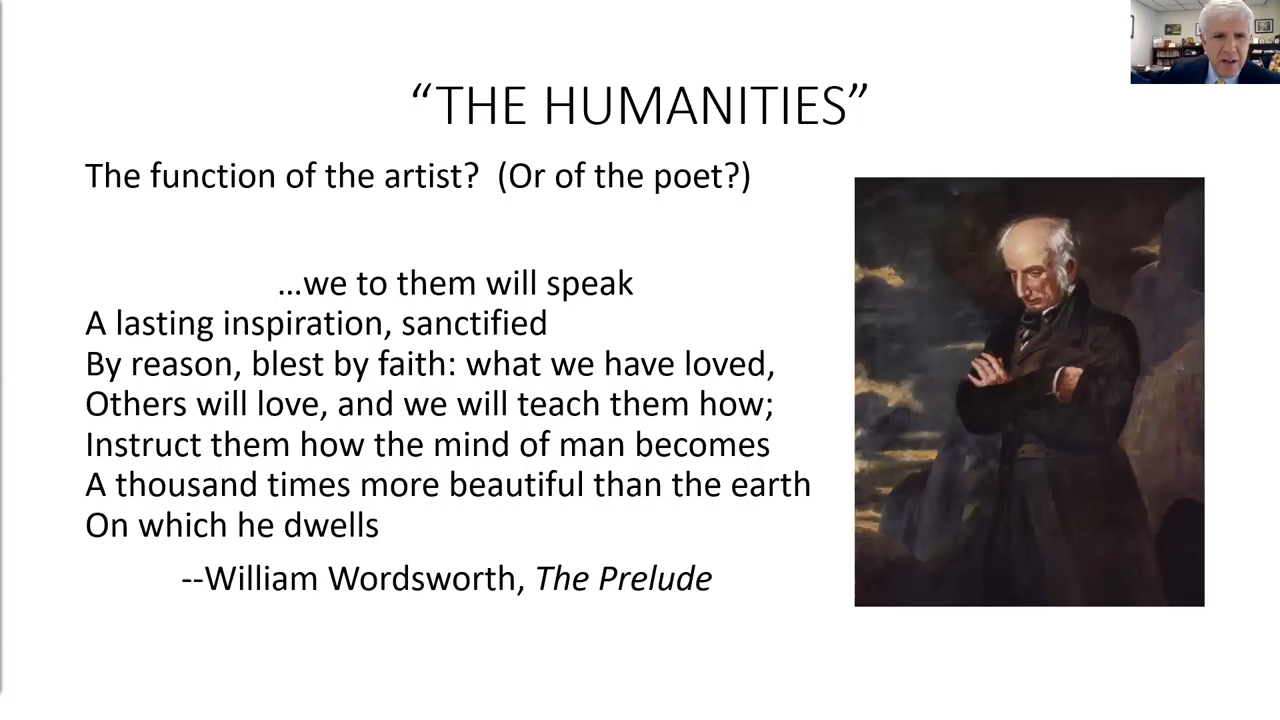 “THE HUMANITIES”
The function of the artist?  (Or of the poet?)
…we to them will speak
A lasting inspiration, sanctified
By reason, blest by faith: what we have loved,
Others will love, and we will teach them how;
Instruct them how the mind of man becomes
A thousand times more beautiful than the earth
On which he dwells
--William Wordsworth, The Prelude